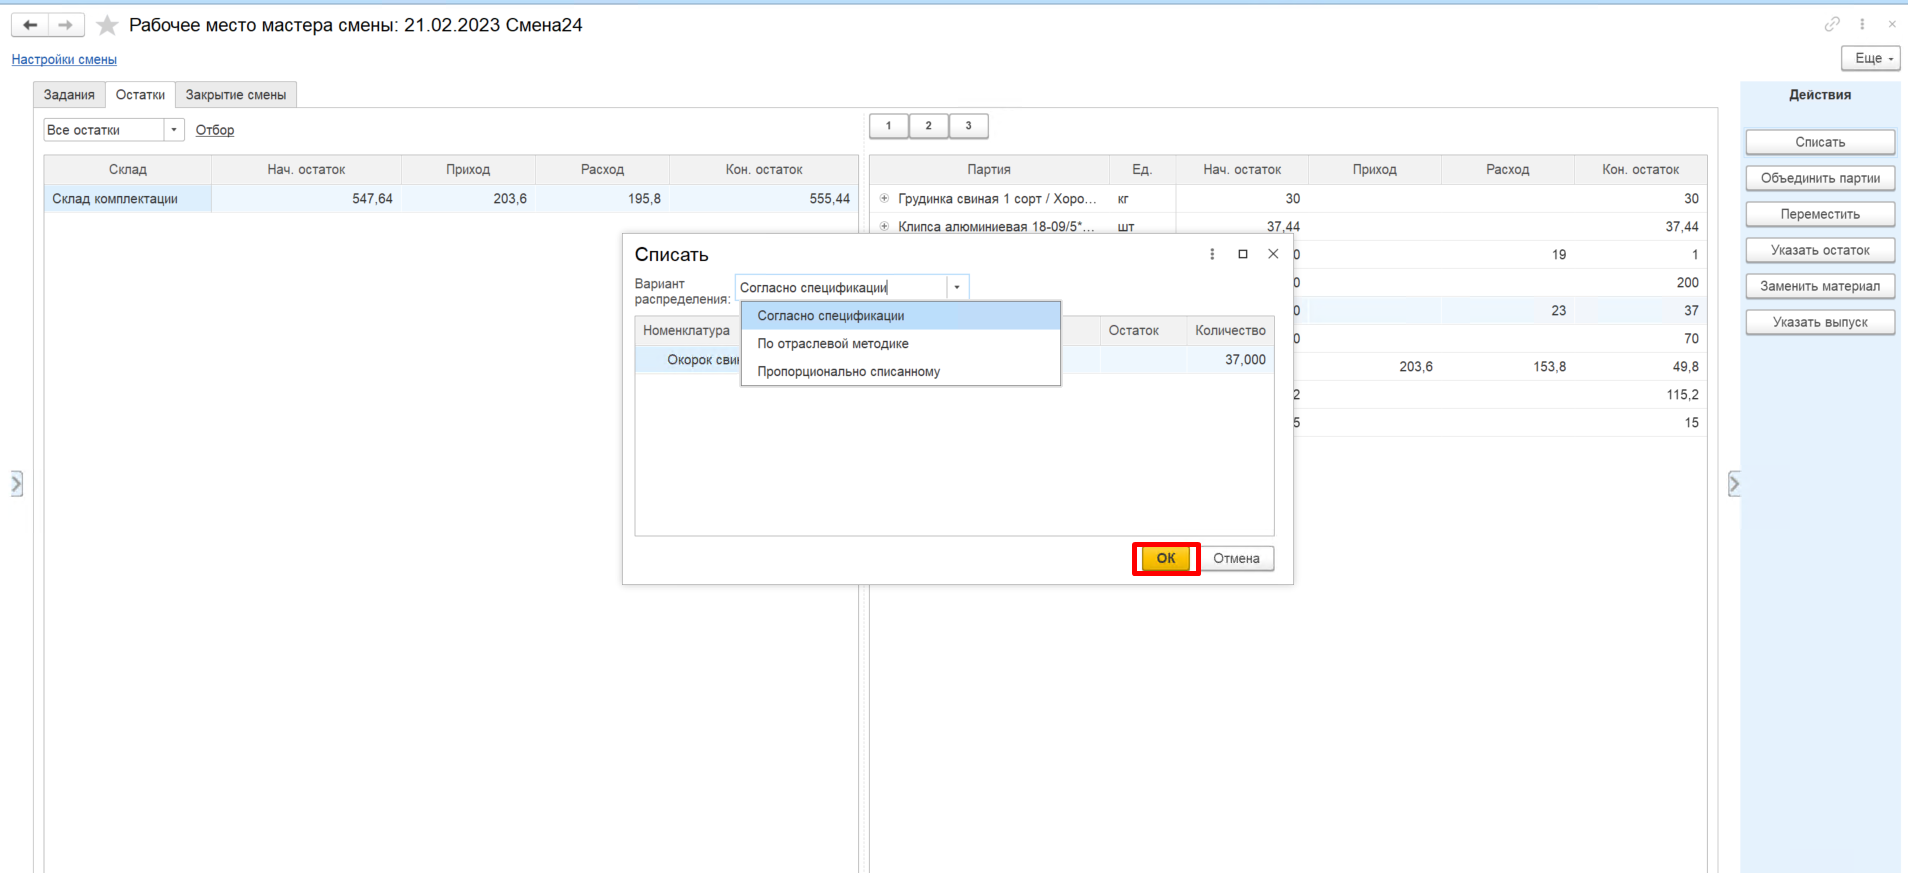 Рабочее место мастера смены: 21.02.2023 Смена24
Настройки смены
Еще
Задания Остатки Закрытие смены
Действия
Все остатки Отбор
1 2 3
Склад Нач. остаток Приход Расход Кон. остаток
Склад комплектации 547,64 203,6 195,8 555,44
Партия Ед. Нач. остаток Приход Расход Кон. остаток
Грудинка свиная 1 сорт / Хоро... кг 30 30
Клипса алюминиевая 18-09/5*... шт 37,44 37,44
0 19 1
0 200
0 23 37
0 70
203,6 153,8 49,8
2 115,2
5 15
Списать
Вариант
распределения:
Согласно спецификации
Согласно спецификации
По отраслевой методике
Пропорционально списанному
Номенклатура Остаток Количество
Окорок сви 37,000
ОК Отмена
Списать
Объединить партии
Переместить
Указать остаток
Заменить материал
Указать выпуск